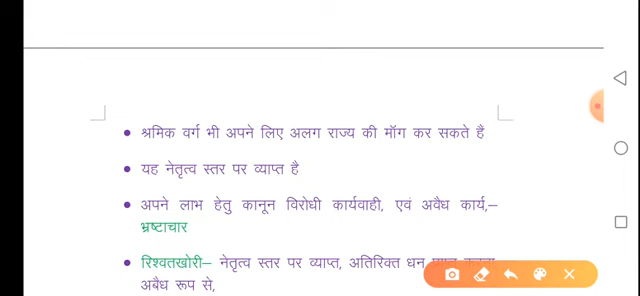 श्रमिक वर्ग भी अपने लिए अलग राज्य की मॉग कर सकते हैं
यह नेतृत्व स्तर पर व्याप्त है
अपने लाभ हेतु कानून विरोधी कार्यवाही, एवं अवैध कार्य,–
भ्रष्टाचार
रिश्वतखोरी– नेतृत्व स्तर पर व्याप्त, अतिरिक्त धन
अबैध रूप से,